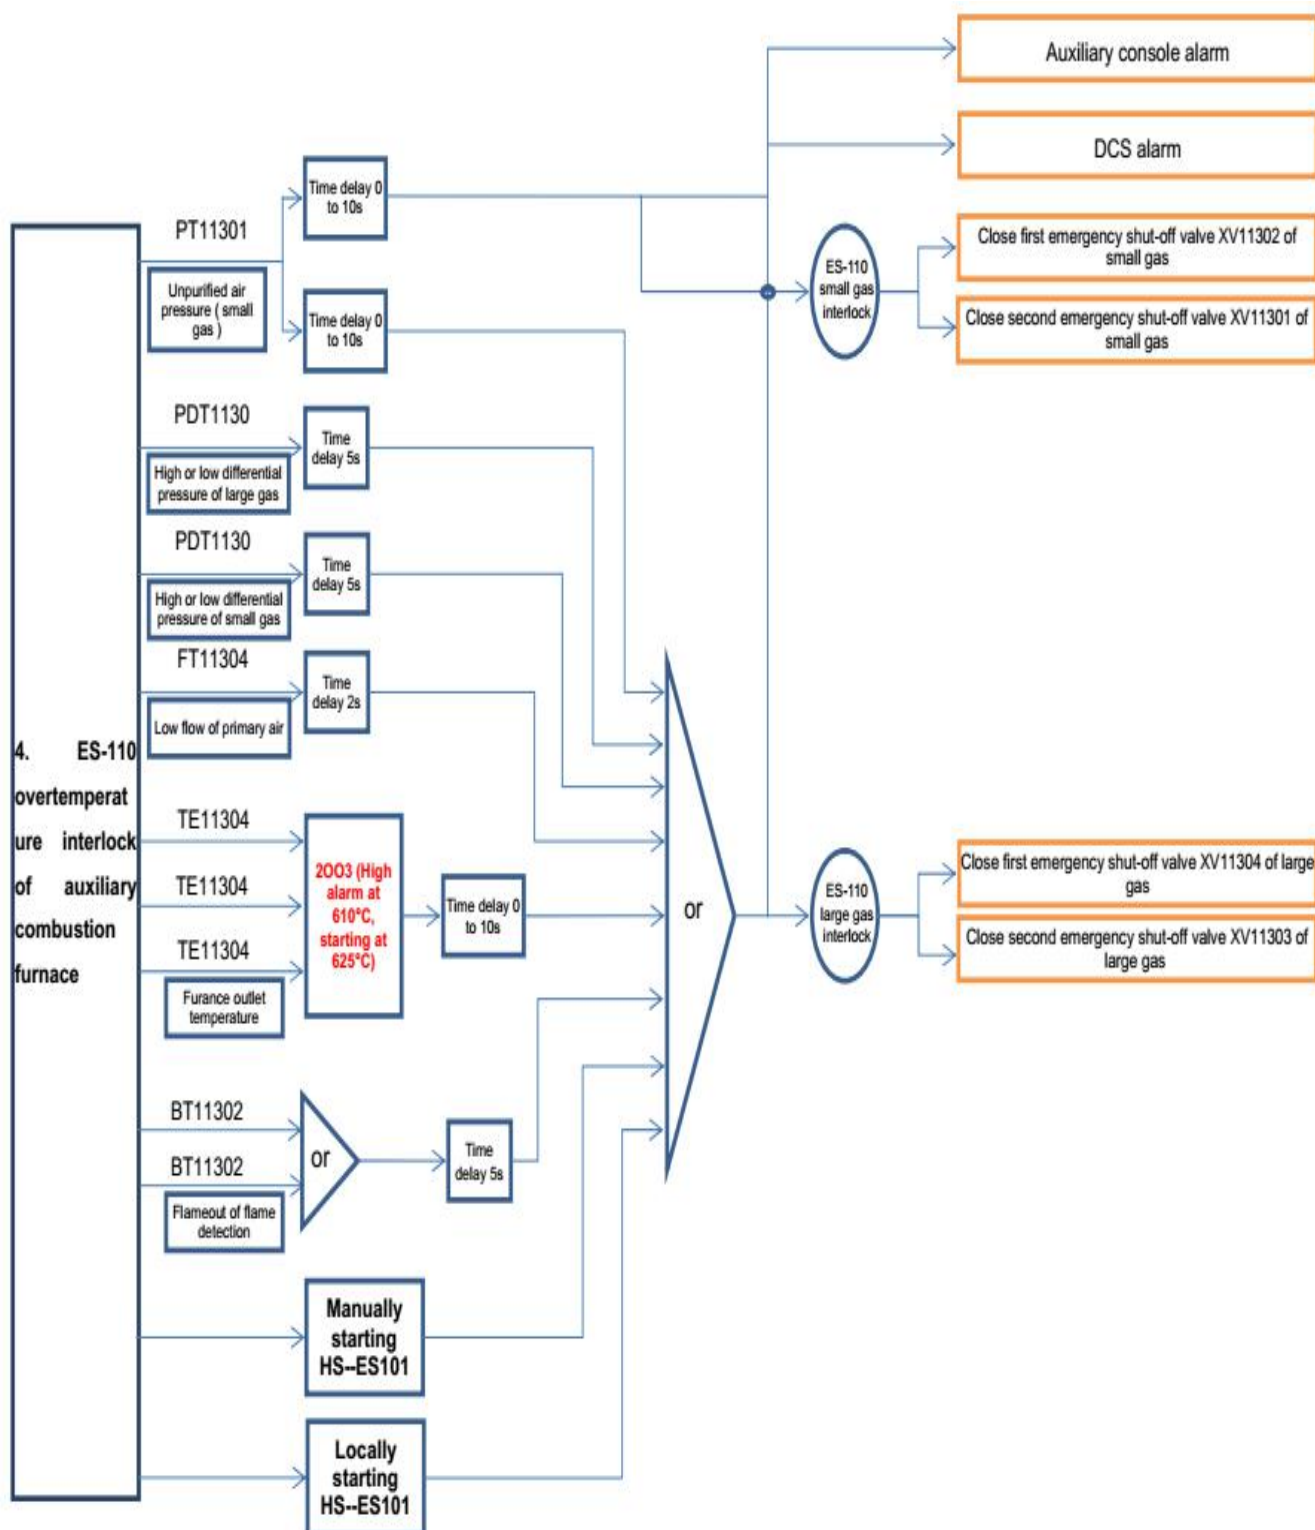 Auxiliary console alarm
DCS alarm
Time delay 0
to 10s
PT11301
Unpurified air
pressure ( small
gas )
Time delay 0
to 10s
ES-110
small gas
interlock
Close first emergency shut-off valve XV11302 of
small gas
Close second emergency shut-off valve XV11301 of
small gas
PDT1130
High or low differential
pressure of large gas
Time
delay 5s
PDT1130
High or low differential
pressure of small gas
Time
delay 5s
FT11304
Low flow of primary air
Time
delay 2s
4. ES-110
overtemperat
ure interlock
of auxiliary
combustion
furnace
TE11304
TE11304
TE11304
Furance outlet
temperature
2OO3 (High
alarm at
610°C,
starting at
625°C)
Time delay 0
to 10s
or
ES-110
large gas
interlock
Close first emergency shut-off valve XV11304 of large
gas
Close second emergency shut-off valve XV11303 of
large gas
BT11302
BT11302
Flameout of flame
detection
or
Time
delay 5s
Manually
starting
HS--ES101
Locally
starting
HS--ES101